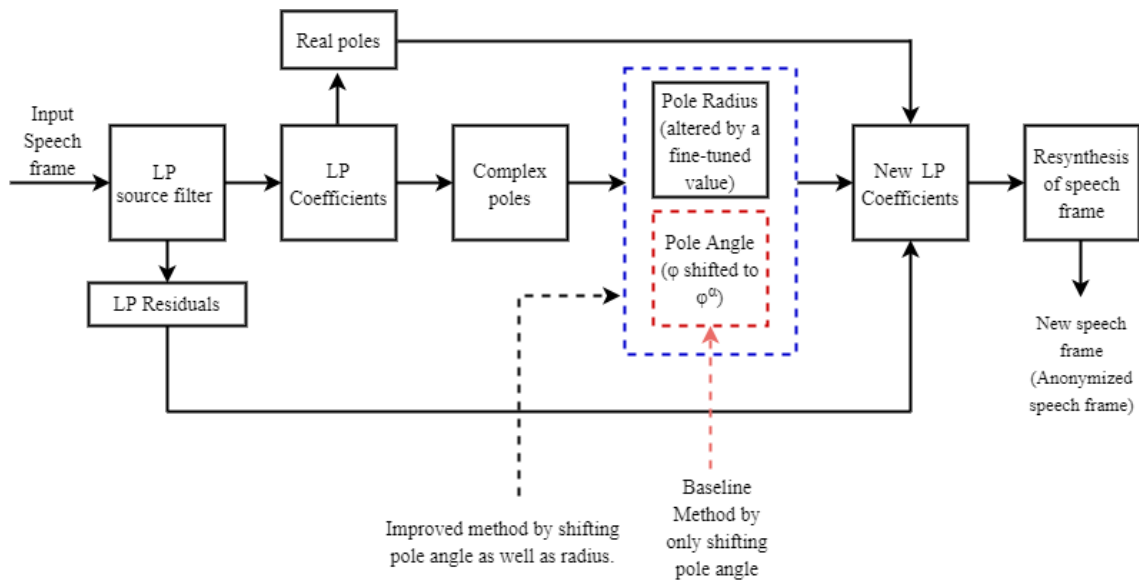 Real poles
Input
Speech
frame
LP
source filter
LP
Coefficients
Complex
poles
Pole Radius
(altered by a
fine-tuned
value)
Pole Angle
(φ shifted to
φ^α)
New LP
Coefficients
Resynthesis
of speech
frame
LP Residuals
New speech
frame
(Anonymized
speech frame)
Improved method by shifting
pole angle as well as radius.
Baseline
Method by
only shifting
pole angle